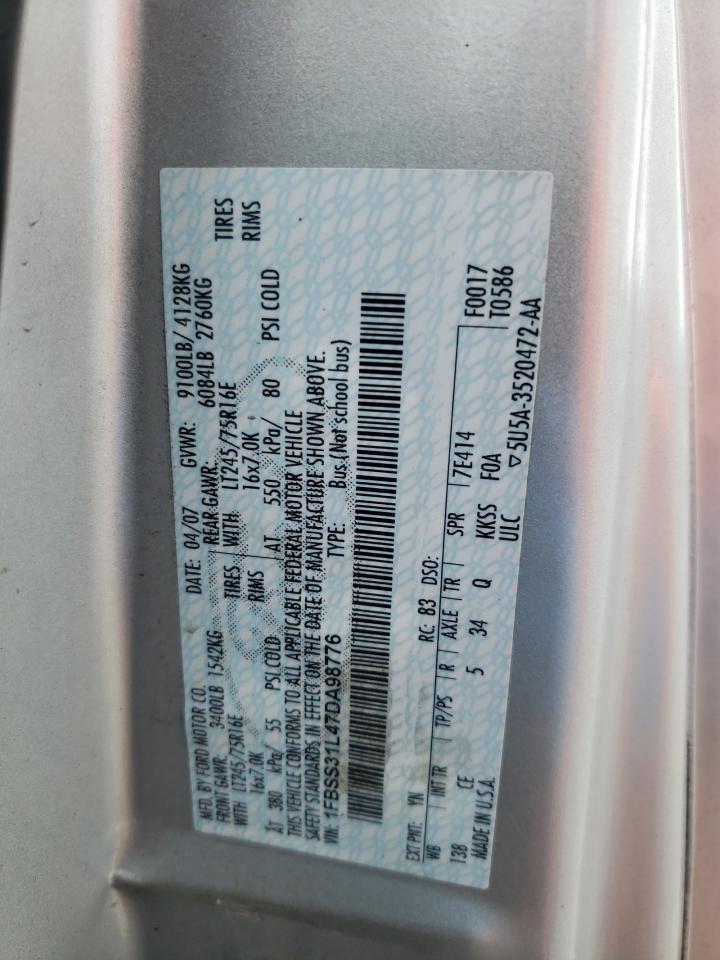 MFD. BY FORD MOTOR CO. DATE: 04/07 GVWR: 9100LB/ 4128KG
FRONT GAWR: 3400LB 1542KG REAR GAWR: 6084LB 2760KG
WITH LT245/75R16E TIRES WITH LT245/75R16E TIRES
16x7.0K RIMS 16x7.0K RIMS
AT 380 kPa/ 55 PSI COLD AT 550 kPa/ 80 PSI COLD
THIS VEHICLE CONFORMS TO ALL APPLICABLE FEDERAL MOTOR VEHICLE
SAFETY STANDARDS IN EFFECT ON THE DATE OF MANUFACTURE SHOWN ABOVE.
VIN: 1FBSS31L47DA98776 TYPE: Bus (Not school bus)
EXT PNT: YN RC: 83 DSO:
WB INT TR TP/PS R AXLE TR SPR 7E414 F0017
138 CE 5 34 Q KKSS F0A T0586
MADE IN U.S.A. ULC ▽5U5A-3520472-AA